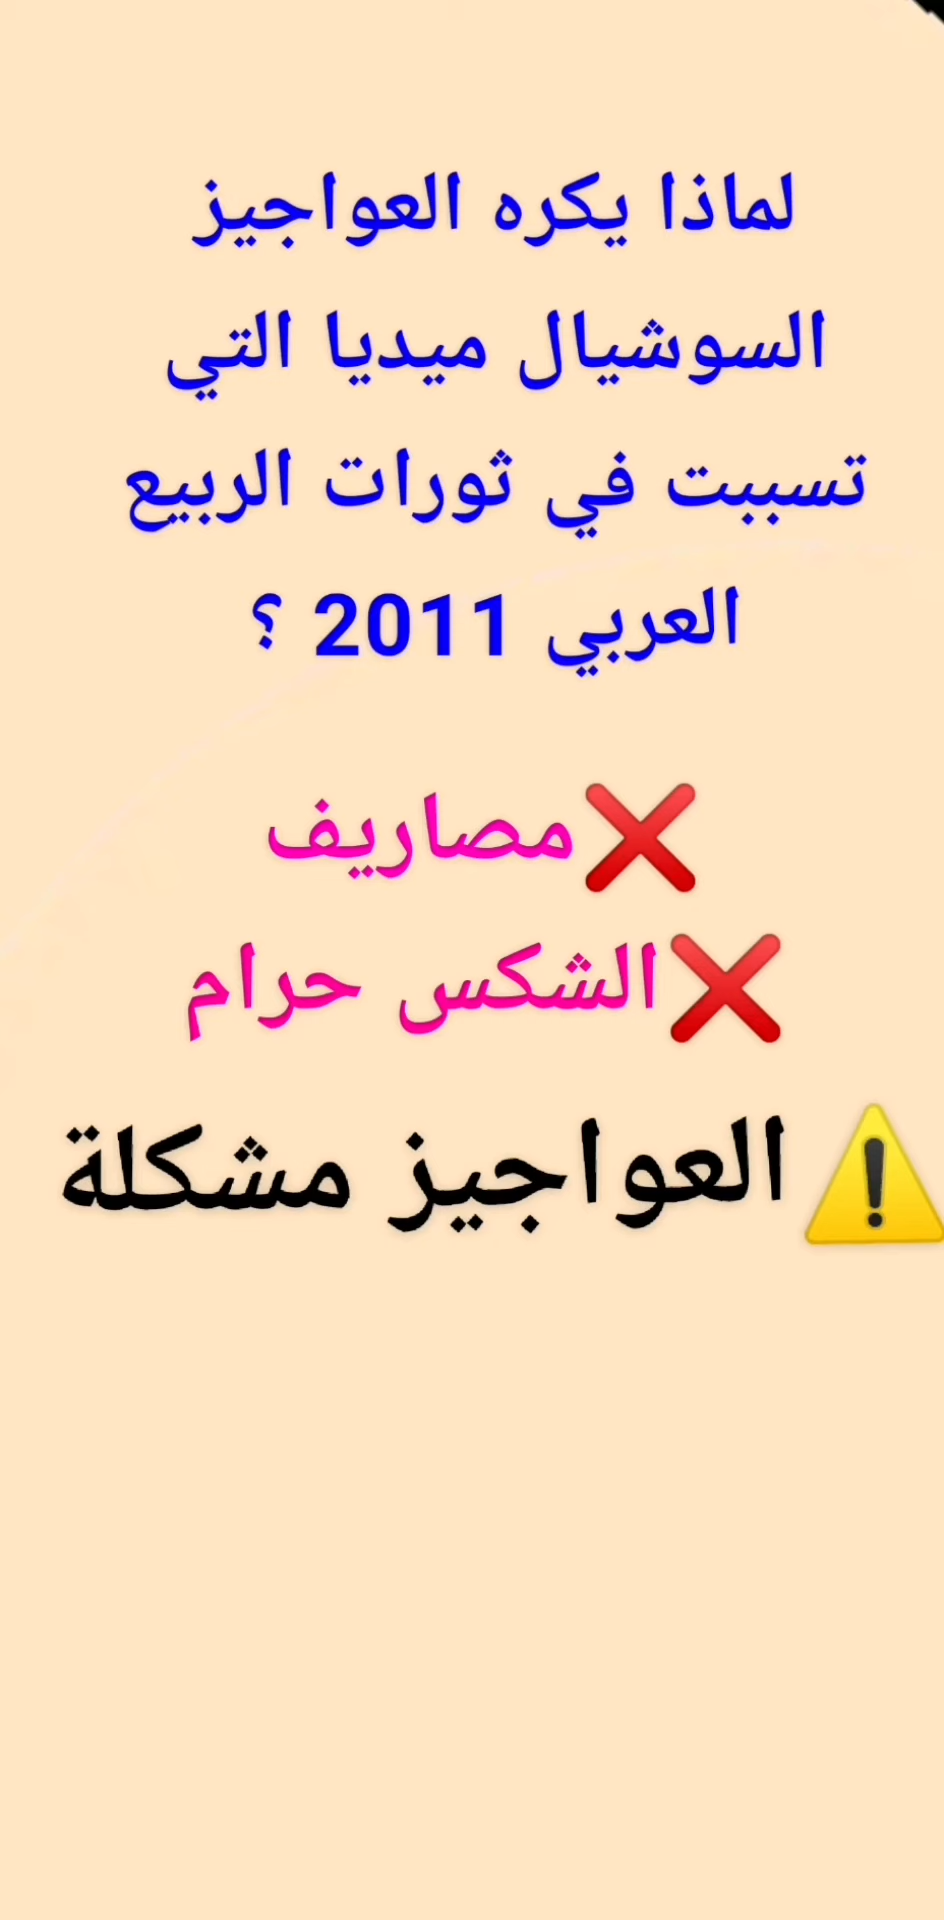 لماذا يكره العواجيز
السوشيال ميديا التي
تسببت في ثورات الربيع
العربي 2011 ؟
❌مصاريف
❌الشكس حرام
⚠️العواجيز مشكلة